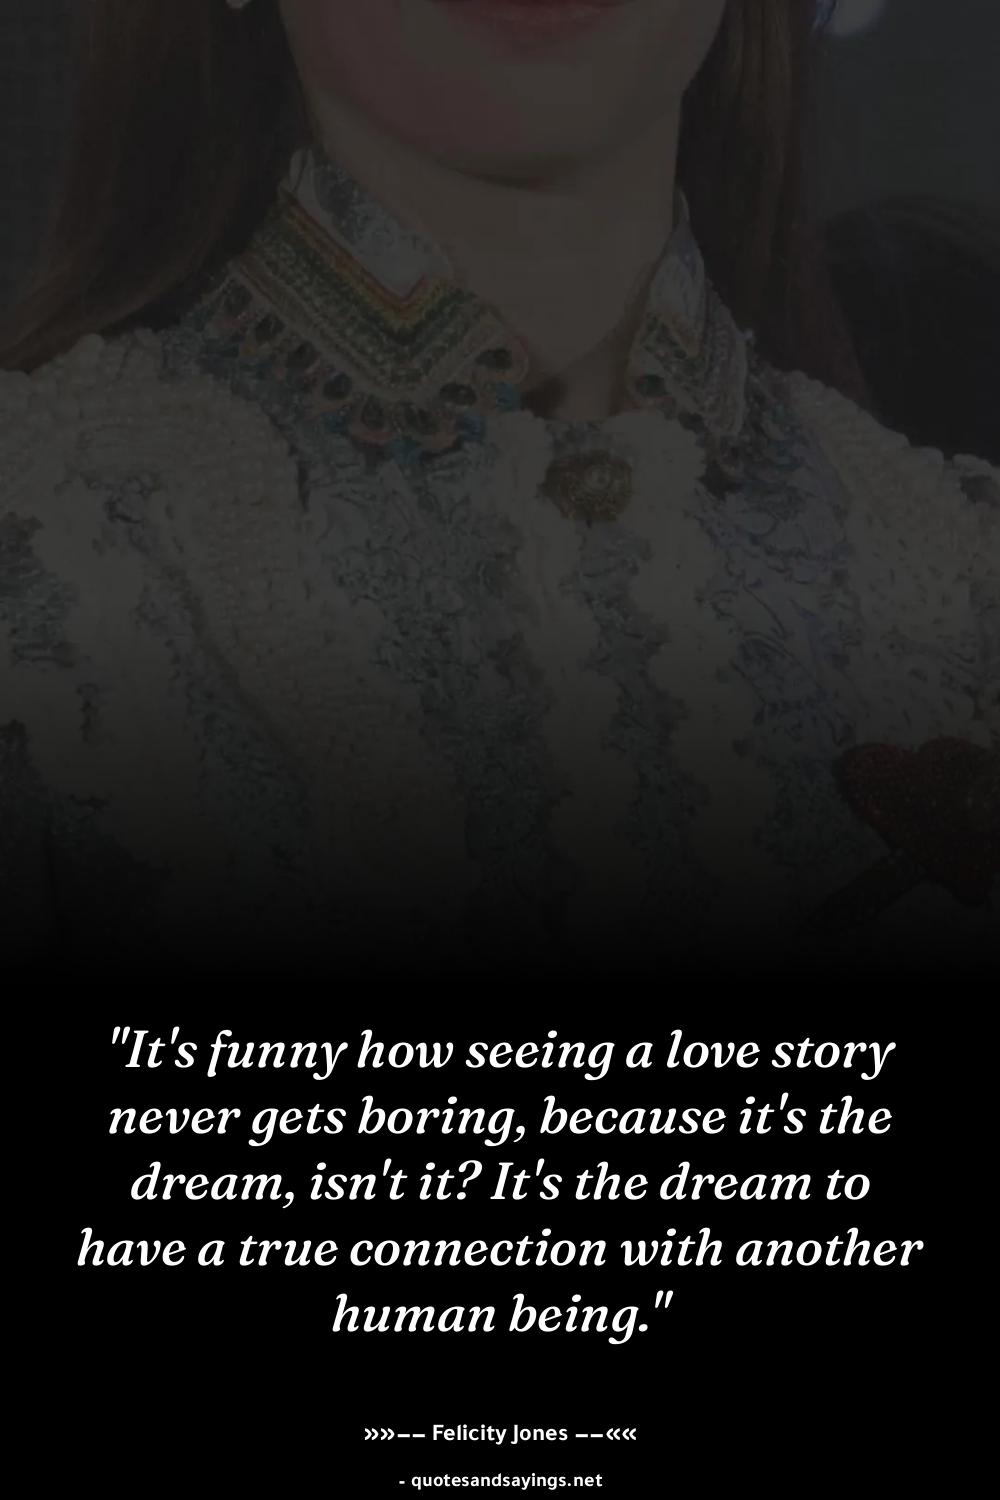 "It's funny how seeing a love story
never gets boring, because it's the
dream, isn't it? It's the dream to
have a true connection with another
human being."
»»–– Felicity Jones ––««
- quotesandsayings.net